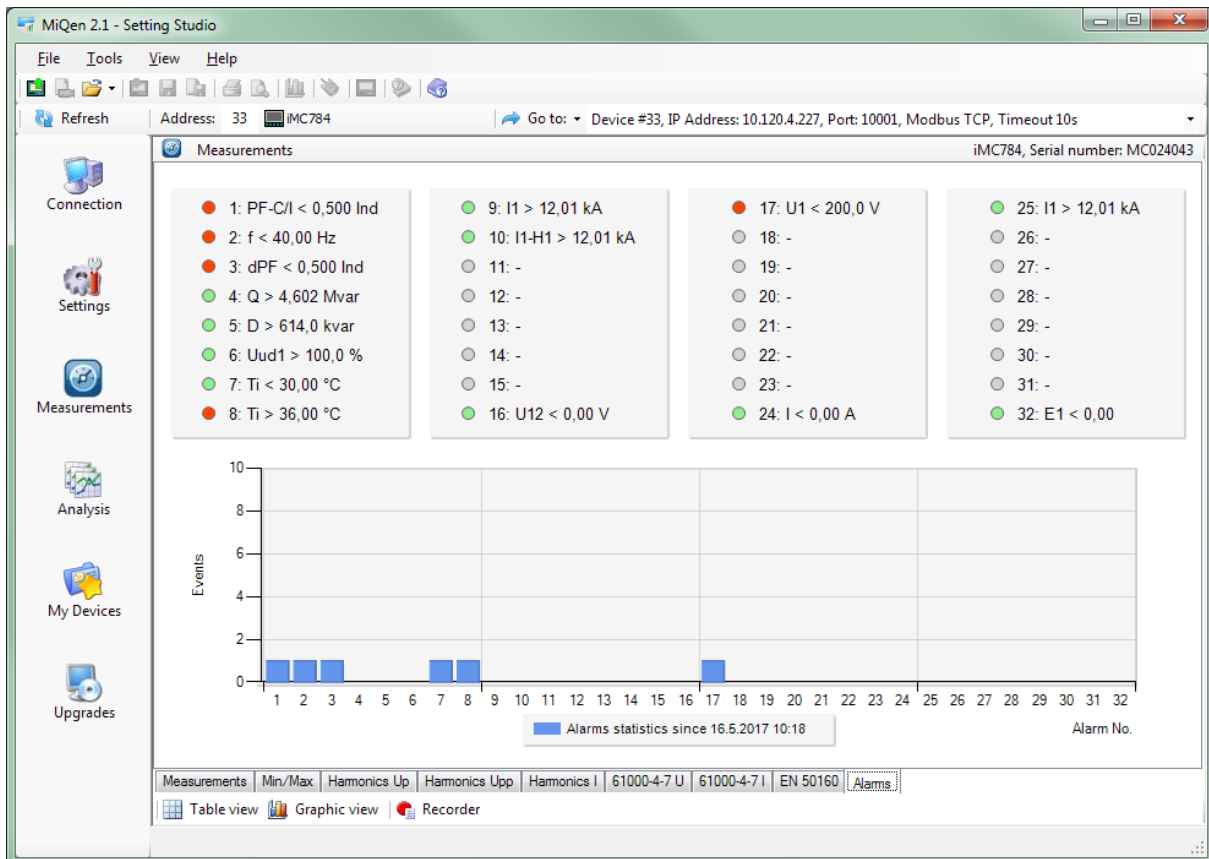 MiQen 2.1 - Setting Studio
File Tools View Help
Refresh Address: 33 iMC784 Go to: Device #33, IP Address: 10.120.4.227, Port: 10001, Modbus TCP, Timeout 10s
Measurements iMC784, Serial number: MC024043
Connection
Settings
Measurements
Analysis
My Devices
Upgrades
1: PF-C/I < 0,500 Ind
2: f < 40,00 Hz
3: dPF < 0,500 Ind
4: Q > 4,602 Mvar
5: D > 614,0 kvar
6: Uud1 > 100,0 %
7: Ti < 30,00 °C
8: Ti > 36,00 °C
9: I1 > 12,01 kA
10: I1-H1 > 12,01 kA
11: -
12: -
13: -
14: -
15: -
16: U12 < 0,00 V
17: U1 < 200,0 V
18: -
19: -
20: -
21: -
22: -
23: -
24: I < 0,00 A
25: I1 > 12,01 kA
26: -
27: -
28: -
29: -
30: -
31: -
32: E1 < 0,00
Events
10
8
6
4
2
0
1 2 3 4 5 6 7 8 9 10 11 12 13 14 15 16 17 18 19 20 21 22 23 24 25 26 27 28 29 30 31 32
Alarms statistics since 16.5.2017 10:18
Alarm No.
Measurements Min/Max Harmonics Up Harmonics Upp Harmonics I 61000-4-7 U 61000-4-7 I EN 50160 Alarms
Table view Graphic view Recorder